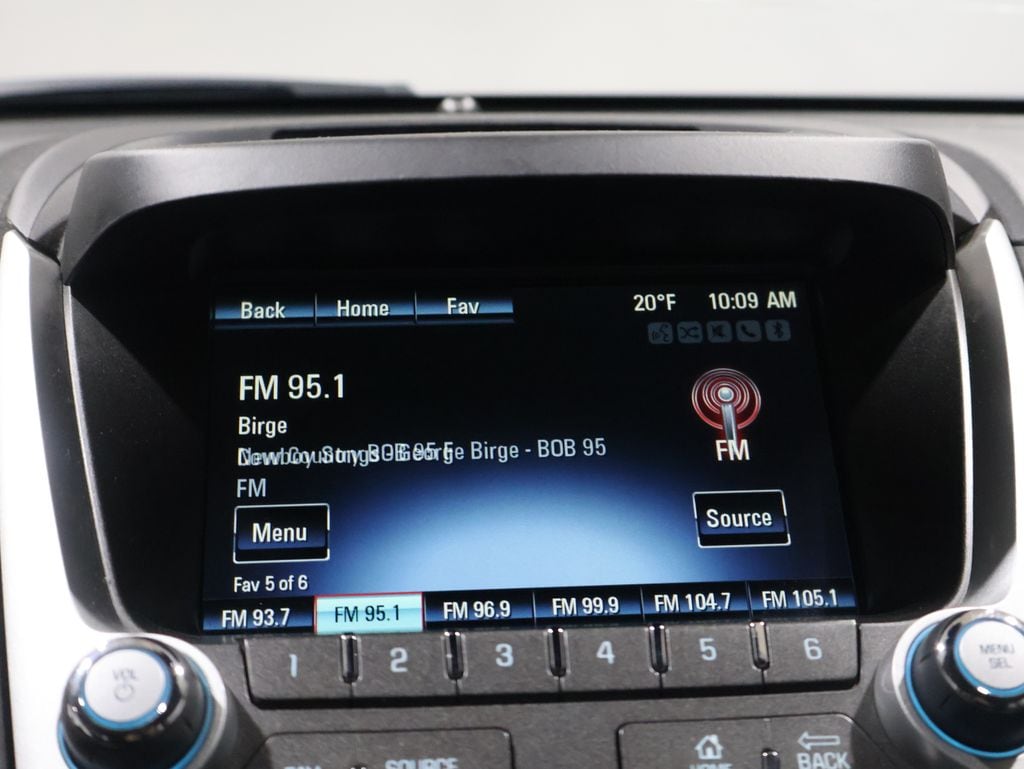 Back Home Fav 20°F 10:09 AM
FM 95.1
Birge
George Birge - BOB 95
FM
FM
Menu
Source
Fav 5 of 6
FM 93.7 FM 95.1 FM 96.9 FM 99.9 FM 104.7 FM 105.1
1 2 3 4 5 6
VOL
MENU
SEL
SOURCE
HOME
BACK